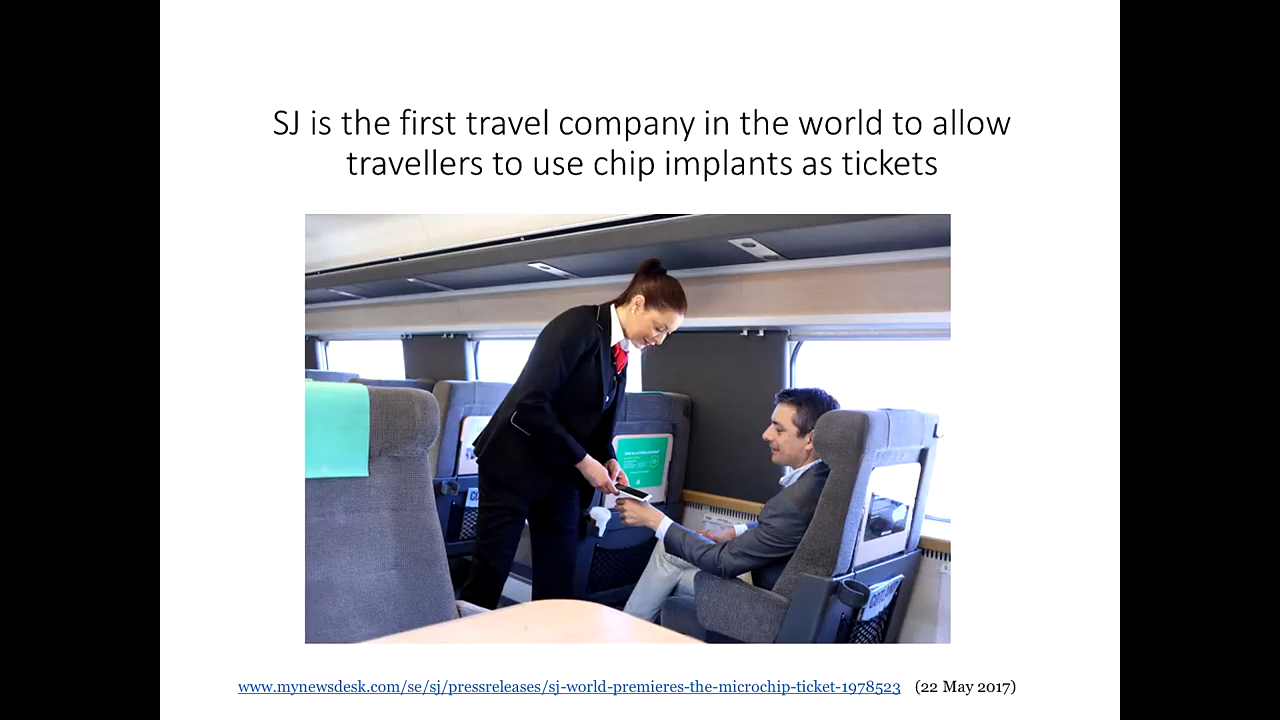 SJ is the first travel company in the world to allow
travellers to use chip implants as tickets
www.mynewsdesk.com/se/sj/pressreleases/sj-world-premieres-the-microchip-ticket-1978523 (22 May 2017)